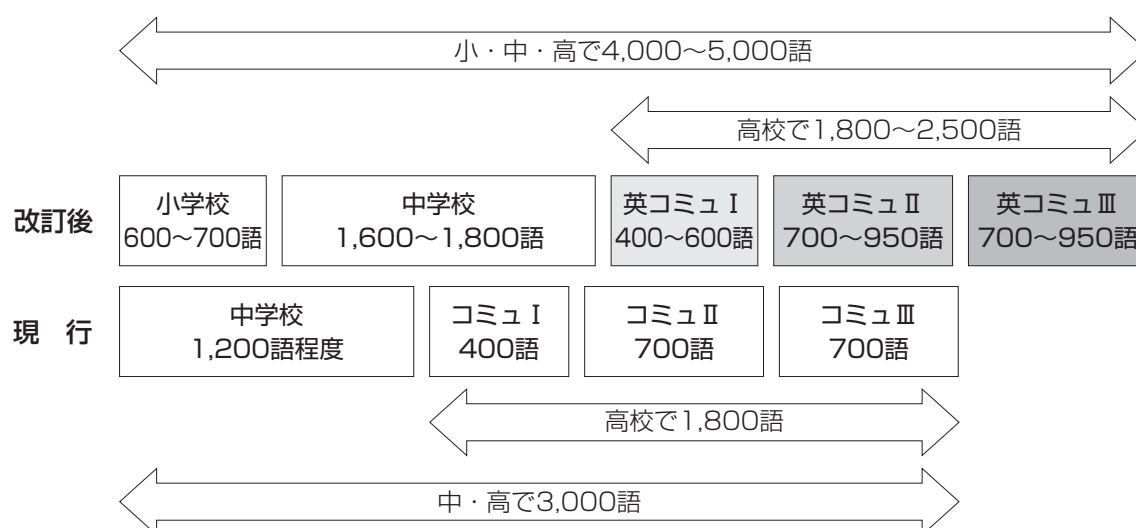 小・中・高で4,000〜5,000語
高校で1,800〜2,500語
改訂後
小学校
600〜700語
中学校
1,600〜1,800語
英コミュⅠ
400〜600語
英コミュⅡ
700〜950語
英コミュⅢ
700〜950語
現　行
中学校
1,200語程度
コミュⅠ
400語
コミュⅡ
700語
コミュⅢ
700語
高校で1,800語
中・高で3,000語